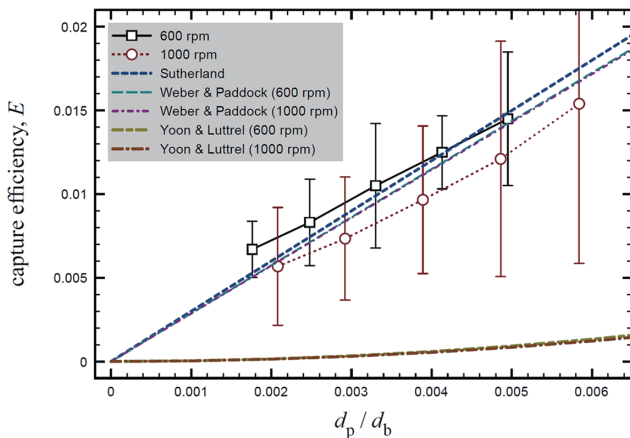 0.02
0.015
0.01
0.005
0
capture efficiency, E
600 rpm
1000 rpm
Sutherland
Weber & Paddock (600 rpm)
Weber & Paddock (1000 rpm)
Yoon & Luttrel (600 rpm)
Yoon & Luttrel (1000 rpm)
0 0.001 0.002 0.003 0.004 0.005 0.006
dp / db